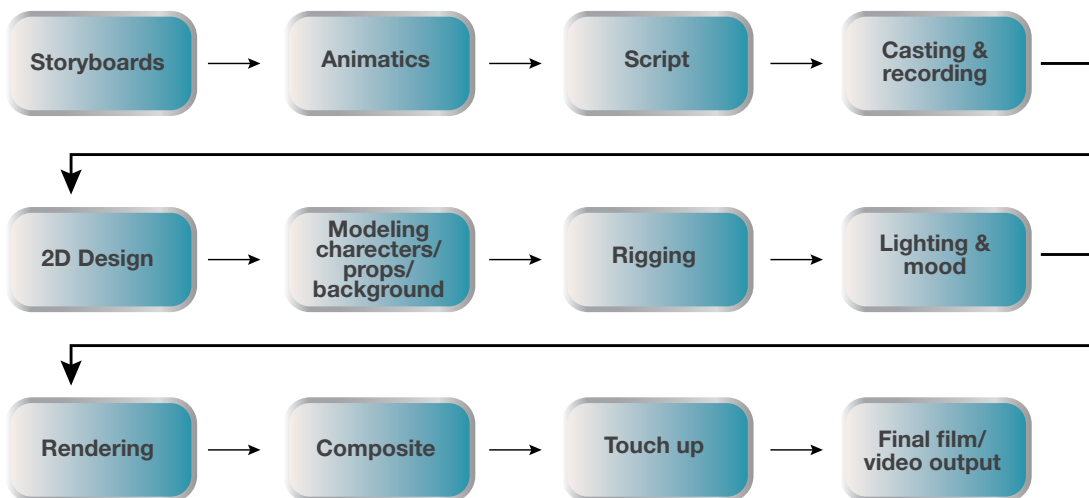 Storyboards
Animatics
Script
Casting &
recording
2D Design
Modeling
charecters/
props/
background
Rigging
Lighting &
mood
Rendering
Composite
Touch up
Final film/
video output